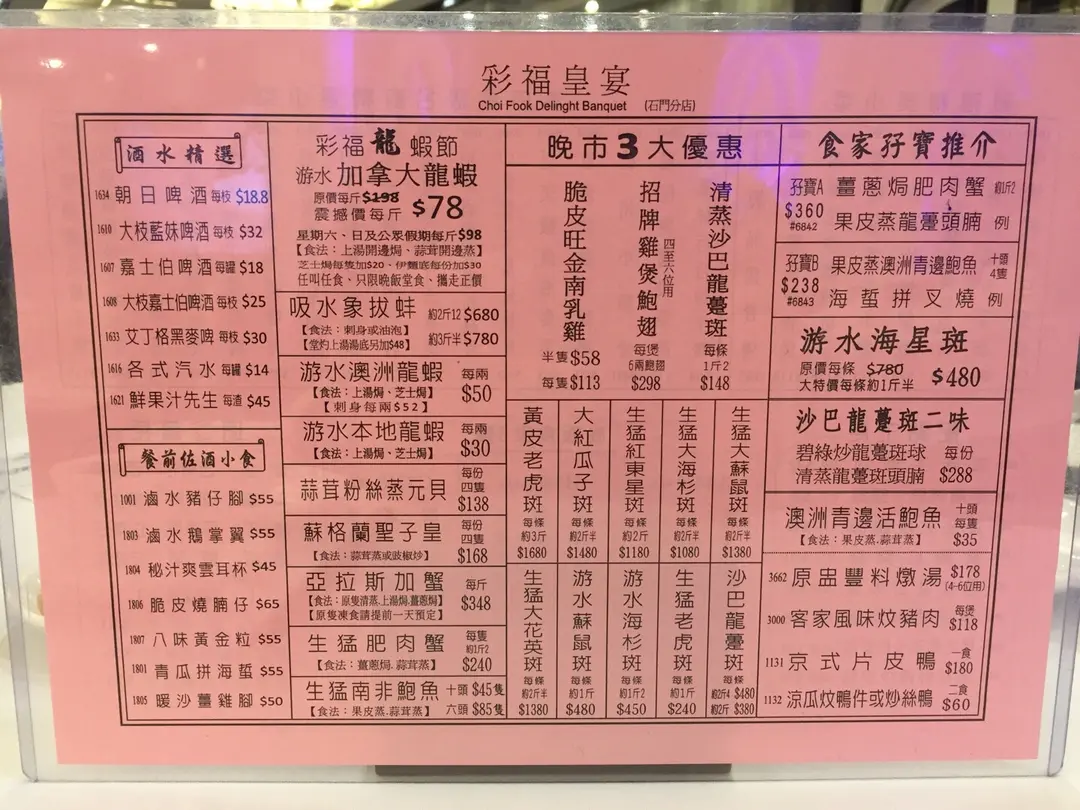 彩福皇宴
Choi Fook Delinght Banquet (石門分店)
酒水精選
1634 朝日啤酒 每枝 $18.8
1610 大枝藍妹啤酒 每枝 $32
1607 嘉士伯啤酒 每罐 $18
1608 大枝嘉士伯啤酒 每枝 $25
1633 艾丁格黑麥啤 每枝 $30
1616 各式汽水 每罐 $14
1621 鮮果汁先生 每渣 $45
餐前佐酒小食
1001 滷水豬仔腳 $55
1803 滷水鵝掌翼 $55
1804 秘汁爽雲耳杯 $45
1806 脆皮燒腩仔 $65
1807 八味黃金粒 $55
1801 青瓜拼海蜇 $55
1805 暖沙薑雞腳 $50
彩福龍蝦節
游水加拿大龍蝦
原價每斤$198
震撼價每斤 $78
星期六、日及公眾假期每斤$98
【食法：上湯開邊焗、蒜茸開邊蒸】
芝士焗每隻加$20、伊麵底每份加$30
任叫任食、只限晚飯堂食、攜走正價
吸水象拔蚌 約2斤12 $680
【食法：刺身或油泡】
【堂灼上湯湯底另加$48】 約3斤半 $780
游水澳洲龍蝦 每兩 $50
【食法：上湯焗、芝士焗】
【刺身每兩$52】
游水本地龍蝦 每兩 $30
【食法：上湯焗、芝士焗】
蒜茸粉絲蒸元貝 每份 四隻 $138
蘇格蘭聖子皇 每份 四隻 $168
【食法：蒜茸蒸或豉椒炒】
亞拉斯加蟹 每斤 $348
【食法：原隻清蒸.上湯焗.薑蔥焗】
【原隻凍食請提前一天預定】
生猛肥肉蟹 每隻 約1斤2 $240
【食法：薑蔥焗.蒜茸蒸】
生猛南非鮑魚 十頭 $45隻
【食法：果皮蒸.蒜茸蒸】 六頭 $85隻
晚市3大優惠
脆皮旺金南乳雞 半隻 $58 每隻 $113
招牌雞煲鮑翅 四至六位用 每煲 6兩鮑翅 $298
清蒸沙巴龍躉斑 每條 1斤2 $148
黃皮老虎斑 每條 約3斤 $1680
大紅瓜子斑 每條 約2斤半 $1480
生猛紅東星斑 每條 約2斤 $1180
生猛大海杉斑 每條 約2斤半 $1080
生猛大蘇鼠斑 每條 約2斤半 $1380
生猛大花英斑 每條 約2斤半 $1380
游水蘇鼠斑 每條 約1斤 $480
游水海杉斑 每條 約1斤2 $450
生猛老虎斑 每條 約1斤 $240
沙巴老龍躉 每條 約2斤4 $480 約2斤 $380
食家孖寶推介
孖寶A $360 #6842
薑蔥焗肥肉蟹 約1斤2
果皮蒸龍躉頭腩 例
孖寶B $238 #6843
果皮蒸澳洲青邊鮑魚 十頭 4隻
海蜇拼叉燒 例
游水海星斑
原價每條 $780
大特價每條約1斤半 $480
沙巴龍躉斑二味
碧綠炒龍躉斑球 每份
清蒸龍躉斑頭腩 $288
澳洲青邊活鮑魚 十頭 每隻 $35
【食法：果皮蒸.蒜茸蒸】
3662 原盅豐料燉湯 $178 (4-6位用)
3000 客家風味炆豬肉 每煲 $118
1131 京式片皮鴨 一食 $180
1132 涼瓜炆鴨件或炒絲鴨 二食 $60